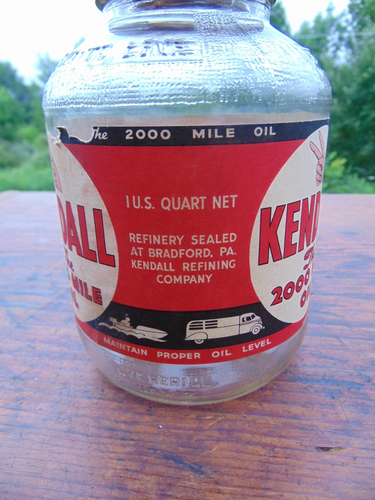 The 2000 MILE OIL
1 U.S. QUART NET
REFINERY SEALED
AT BRADFORD, PA.
KENDALL REFINING
COMPANY
DALL
MILE
KEN
2000
MAINTAIN PROPER OIL LEVEL